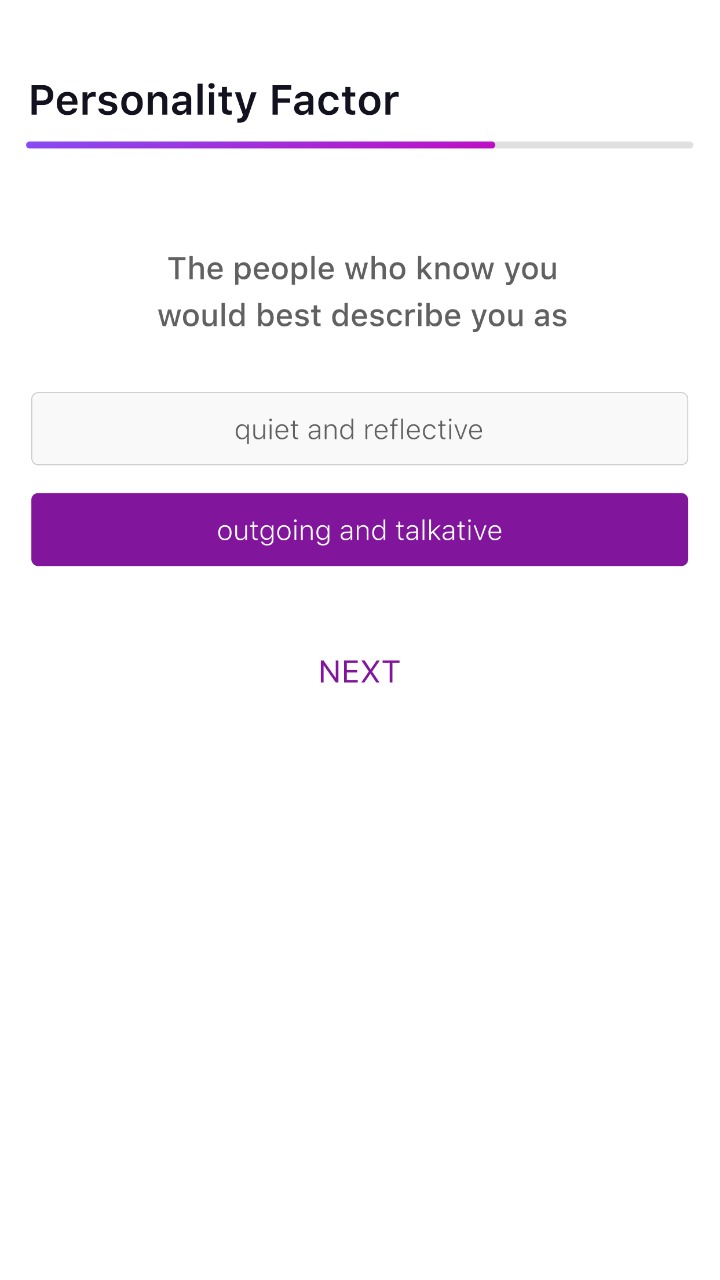 Personality Factor
The people who know you
would best describe you as
quiet and reflective
outgoing and talkative
NEXT